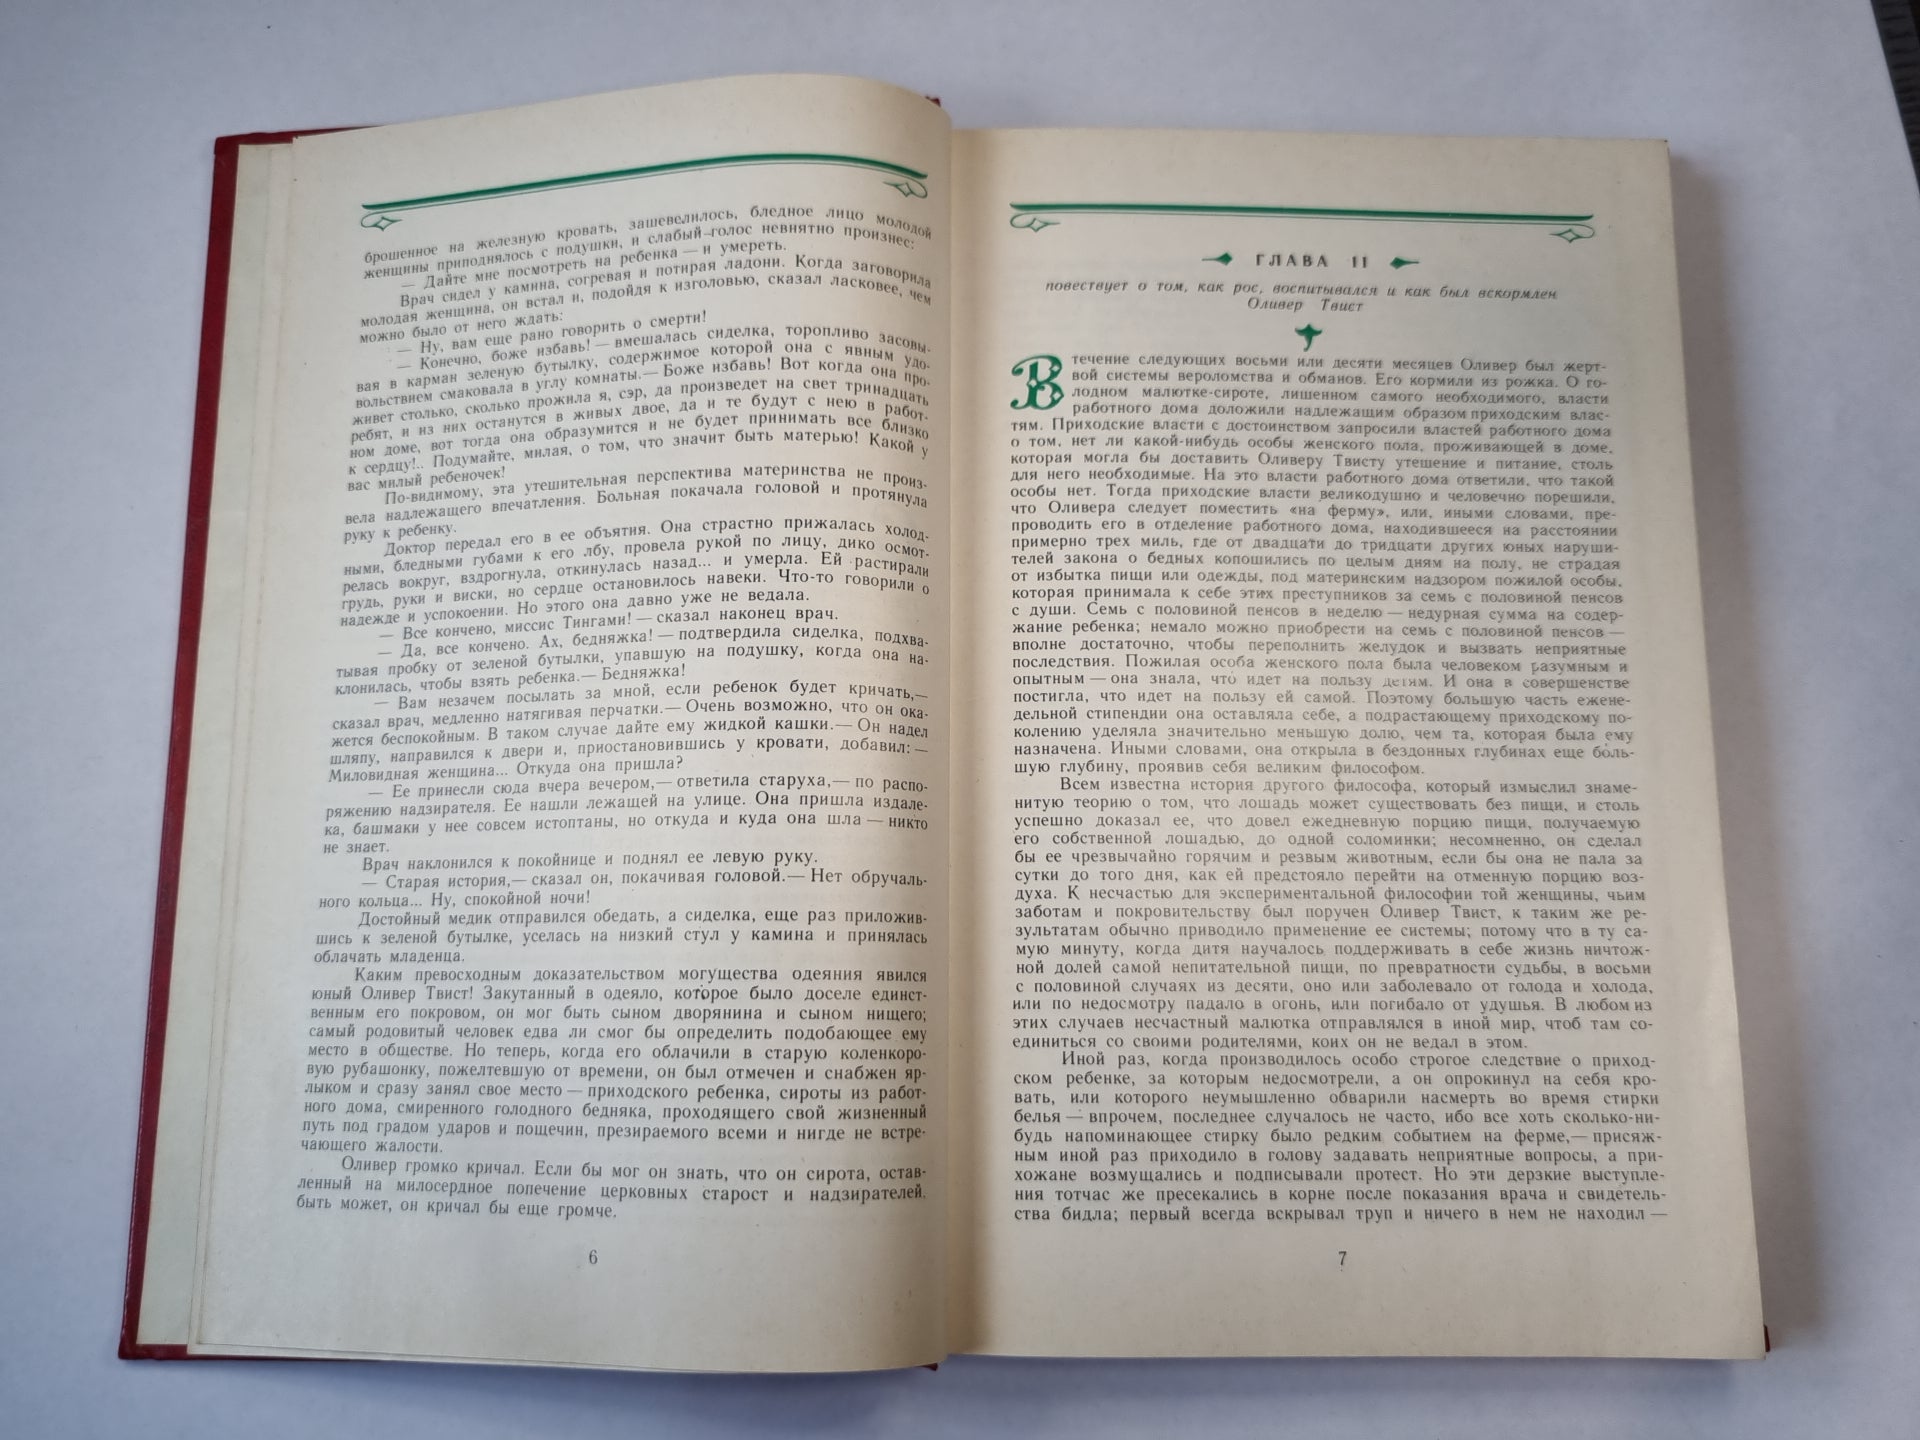 брошенное на железную кровать, зашевелилось, бледное лицо молодой
женщины приподнялось с подушки, и слабый голос невнятно произнес:
— Дайте мне посмотреть на ребенка — и умереть.
Врач сидел у камина, согревая и потирая ладони. Когда заговорила
молодая женщина, он встал и, подойдя к изголовью, сказал ласковее, чем
можно было от него ждать:
— Ну, вам еще рано говорить о смерти!
— Конечно, боже избавь! — вмешалась сиделка, торопливо засовы-
вая в карман зеленую бутылку, содержимое которой она с явным удо-
вольствием смаковала в углу комнаты.— Боже избавь! Вот когда она про-
живет столько, сколько прожила я, сэр, да произведет на свет тринадцать
ребят, и из них останутся в живых двое, да и те будут с нею в работ-
ном доме, вот тогда она образумится и не будет принимать все близко
к сердцу!.. Подумайте, милая, о том, что значит быть матерью! Какой у
вас милый ребеночек!
По-видимому, эта утешительная перспектива материнства не произ-
вела надлежащего впечатления. Больная покачала головой и протянула
руку к ребенку.
Доктор передал его в ее объятия. Она страстно прижалась холод-
ными, бледными губами к его лбу, провела рукой по лицу, дико осмот-
релась вокруг, вздрогнула, откинулась назад... и умерла. Ей растирали
грудь, руки и виски, но сердце остановилось навеки. Что-то говорили о
надежде и успокоении. Но этого она давно уже не ведала.
— Все кончено, миссис Тингами! — сказал наконец врач.
— Да, все кончено. Ах, бедняжка! — подтвердила сиделка, подхва-
тывая пробку от зеленой бутылки, упавшую на подушку, когда она на-
клонилась, чтобы взять ребенка.— Бедняжка!
— Вам незачем посылать за мной, если ребенок будет кричать,—
сказал врач, медленно натягивая перчатки.— Очень возможно, что он ока-
жется беспокойным. В таком случае дайте ему жидкой кашки.— Он надел
шляпу, направился к двери и, приостановившись у кровати, добавил: —
Миловидная женщина... Откуда она пришла?
— Ее принесли сюда вчера вечером,— ответила старуха,— по распо-
ряжению надзирателя. Ее нашли лежащей на улице. Она пришла издале-
ка, башмаки у нее совсем истоптаны, но откуда и куда она шла — никто
не знает.
Врач наклонился к покойнице и поднял ее левую руку.
— Старая история,— сказал он, покачивая головой.— Нет обручаль-
ного кольца... Ну, спокойной ночи!
Достойный медик отправился обедать, а сиделка, еще раз приложив-
шись к зеленой бутылке, уселась на низкий стул у камина и принялась
облачать младенца.
Каким превосходным доказательством могущества одеяния явился
юный Оливер Твист! Закутанный в одеяло, которое было доселе единст-
венным его покровом, он мог быть сыном дворянина и сыном нищего;
самый родовитый человек едва ли смог бы определить подобающее ему
место в обществе. Но теперь, когда его облачили в старую коленкоро-
вую рубашонку, пожелтевшую от времени, он был отмечен и снабжен яр-
лыком и сразу занял свое место — приходского ребенка, сироты из работ-
ного дома, смиренного голодного бедняка, проходящего свой жизненный
путь под градом ударов и пощечин, презираемого всеми и нигде не встре-
чающего жалости.
Оливер громко кричал. Если бы мог он знать, что он сирота, остав-
ленный на милосердное попечение церковных старост и надзирателей,
быть может, он кричал бы еще громче.
6
ГЛАВА II
повествует о том, как рос, воспитывался и как был вскормлен
Оливер Твист
В течение следующих восьми или десяти месяцев Оливер был жерт-
вой системы вероломства и обманов. Его кормили из рожка. О го-
лодном малютке-сироте, лишенном самого необходимого, власти
работного дома доложили надлежащим образом приходским влас-
тям. Приходские власти с достоинством запросили властей работного дома
о том, нет ли какой-нибудь особы женского пола, проживающей в доме,
которая могла бы доставить Оливеру Твисту утешение и питание, столь
для него необходимые. На это власти работного дома ответили, что такой
особы нет. Тогда приходские власти великодушно и человечно порешили,
что Оливера следует поместить «на ферму», или, иными словами, пре-
проводить его в отделение работного дома, находившееся на расстоянии
примерно трех миль, где от двадцати до тридцати других юных наруши-
телей закона о бедных копошились по целым дням на полу, не страдая
от избытка пищи или одежды, под материнским надзором пожилой особы,
которая принимала к себе этих преступников за семь с половиной пенсов
с души. Семь с половиной пенсов в неделю — недурная сумма на содер-
жание ребенка; немало можно приобрести на семь с половиной пенсов —
вполне достаточно, чтобы переполнить желудок и вызвать неприятные
последствия. Пожилая особа женского пола была человеком разумным и
опытным — она знала, что идет на пользу детям. И она в совершенстве
постигла, что идет на пользу ей самой. Поэтому большую часть ежене-
дельной стипендии она оставляла себе, а подрастающему приходскому по-
колению уделяла значительно меньшую долю, чем та, которая была ему
назначена. Иными словами, она открыла в бездонных глубинах еще боль-
шую глубину, проявив себя великим философом.
Всем известна история другого философа, который измыслил знаме-
нитую теорию о том, что лошадь может существовать без пищи, и столь
успешно доказал ее, что довел ежедневную порцию пищи, получаемую
его собственной лошадью, до одной соломинки; несомненно, он сделал
бы ее чрезвычайно горячим и резвым животным, если бы она не пала за
сутки до того дня, как ей предстояло перейти на отменную порцию воз-
духа. К несчастью для экспериментальной философии той женщины, чьим
заботам и покровительству был поручен Оливер Твист, к таким же ре-
зультатам обычно приводило применение ее системы; потому что в ту са-
мую минуту, когда дитя научалось поддерживать в себе жизнь ничтож-
ной долей самой непитательной пищи, по превратности судьбы, в восьми
с половиной случаях из десяти, оно или заболевало от голода и холода,
или по недосмотру падало в огонь, или погибало от удушья. В любом из
этих случаев несчастный малютка отправлялся в иной мир, чтоб там со-
единиться со своими родителями, коих он не ведал в этом.
Иной раз, когда производилось особо строгое следствие о приход-
ском ребенке, за которым недосмотрели, а он опрокинул на себя кро-
вать, или которого неумышленно обварили насмерть во время стирки
белья — впрочем, последнее случалось не часто, ибо все хоть сколько-ни-
будь напоминающее стирку было редким событием на ферме,— присяж-
ным иной раз приходило в голову задавать неприятные вопросы, а при-
хожане возмущались и подписывали протест. Но эти дерзкие выступле-
ния тотчас же пресекались в корне после показания врача и свидетель-
ства бидла; первый всегда вскрывал труп и ничего в нем не находил —
7